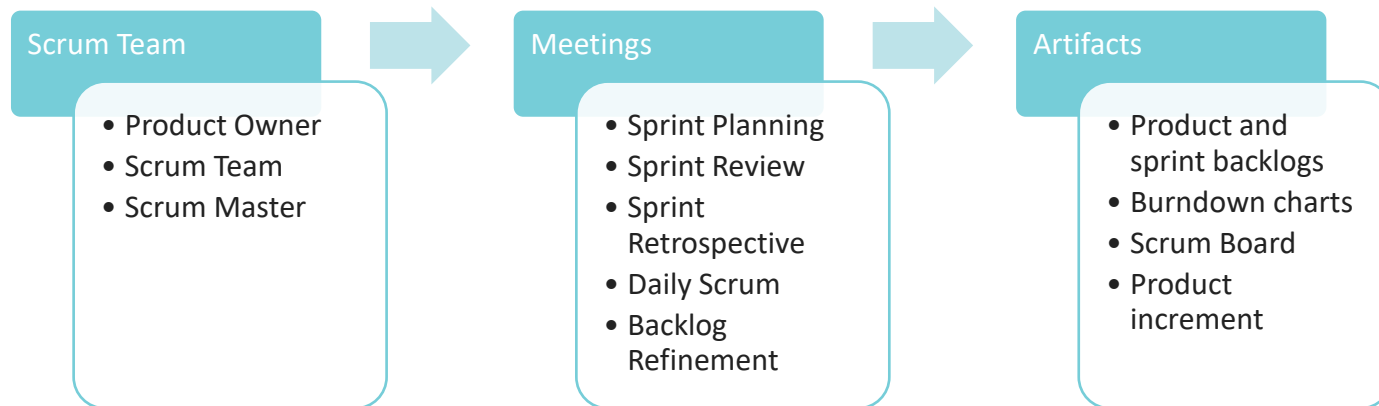 Scrum Team
• Product Owner
• Scrum Team
• Scrum Master
Meetings
• Sprint Planning
• Sprint Review
• Sprint
Retrospective
• Daily Scrum
• Backlog
Refinement
Artifacts
• Product and
sprint backlogs
• Burndown charts
• Scrum Board
• Product
increment